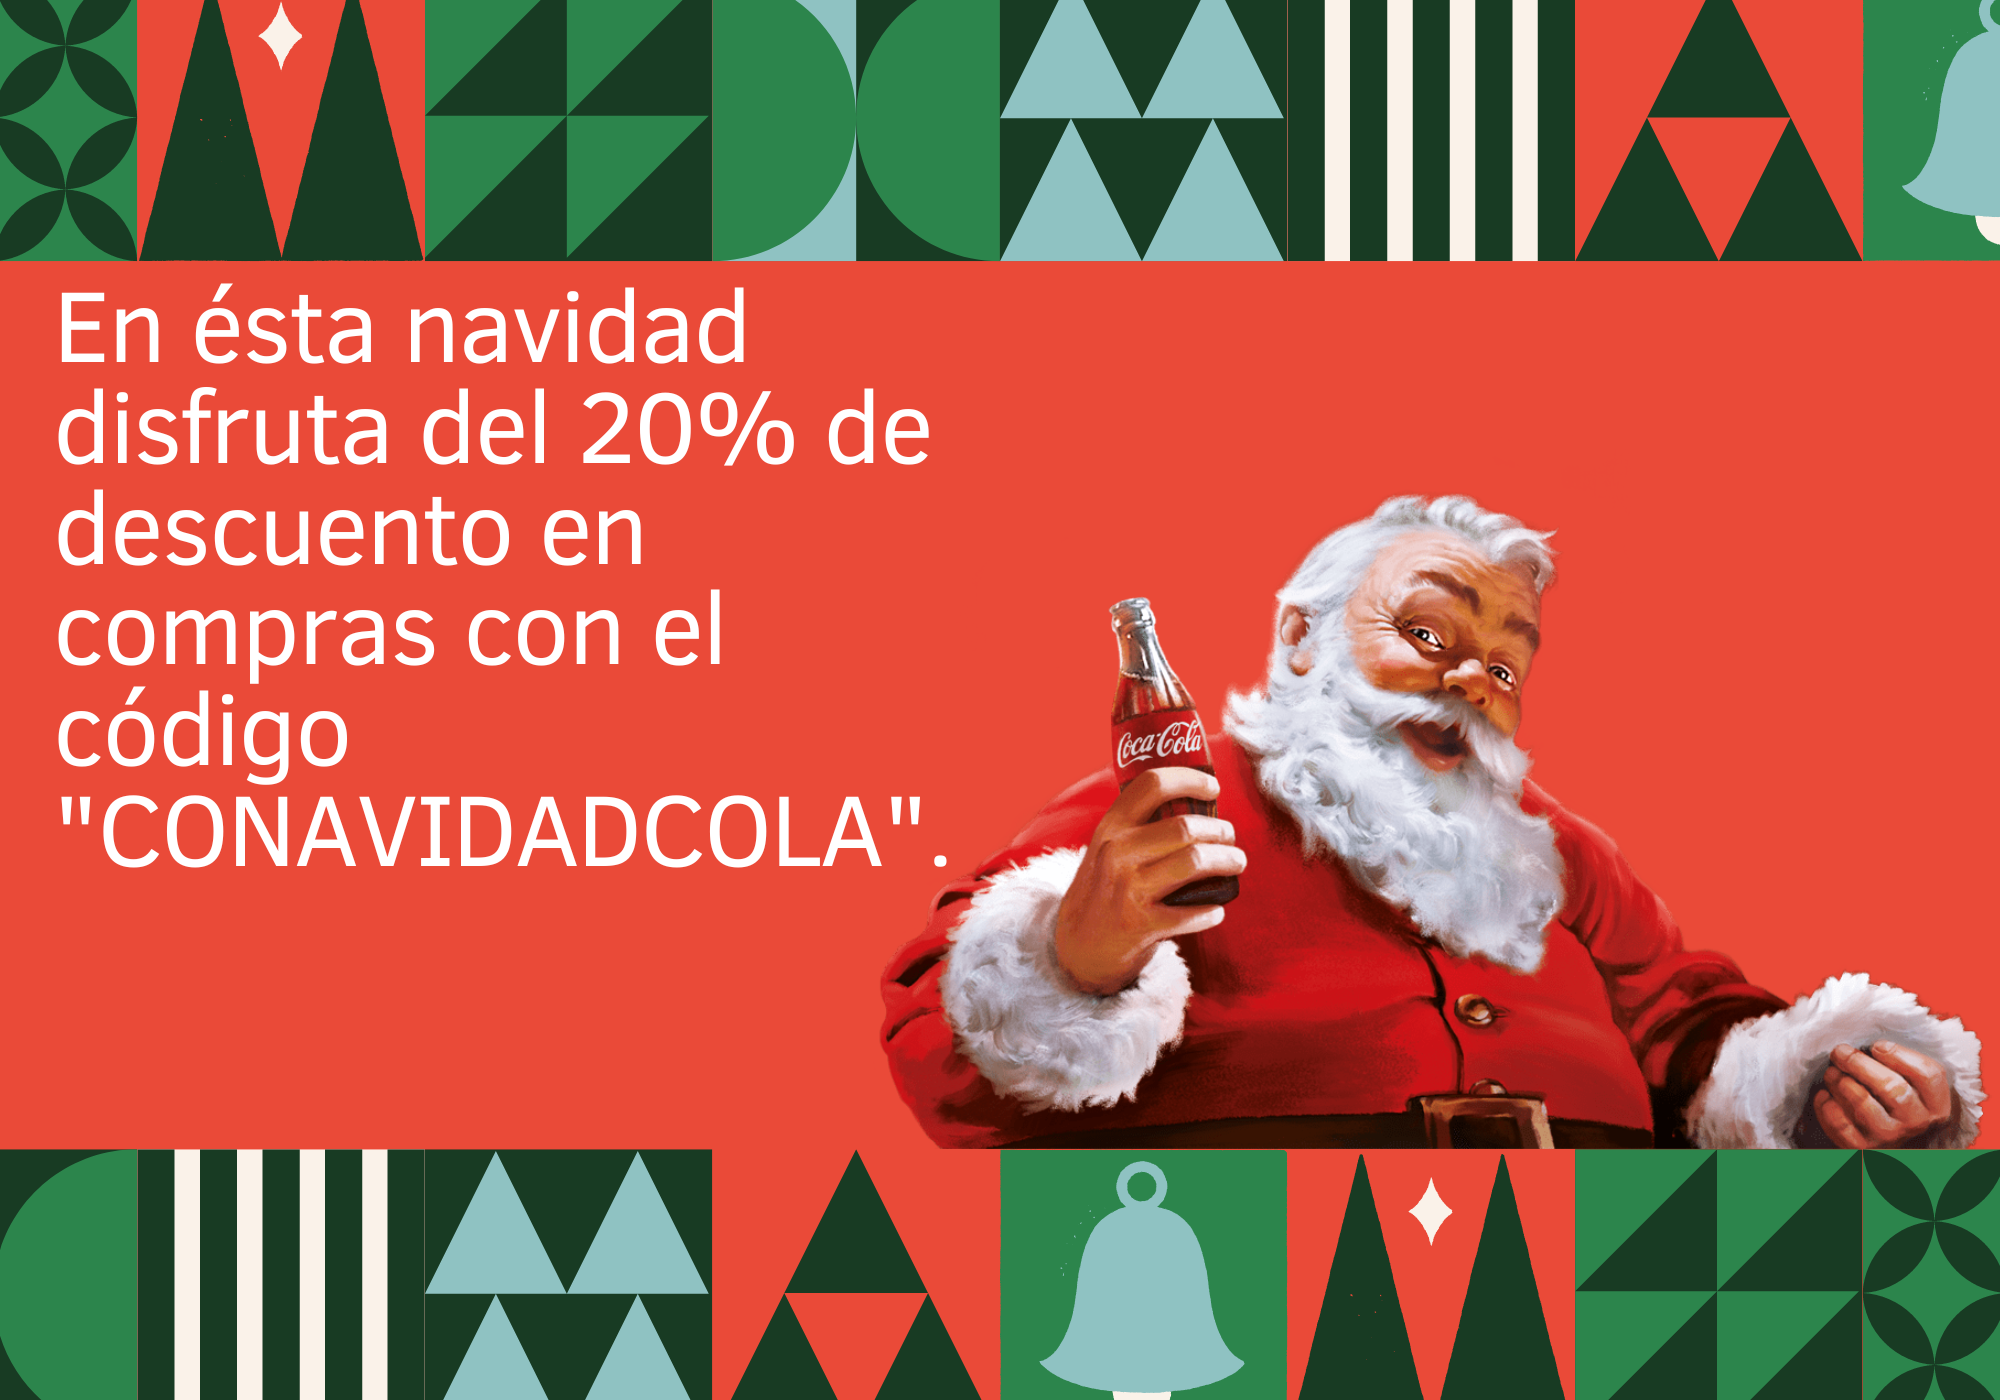 En ésta navidad
disfruta del 20% de
descuento en
compras con el
código
"CONAVIDADCOLA".
Coca-Cola